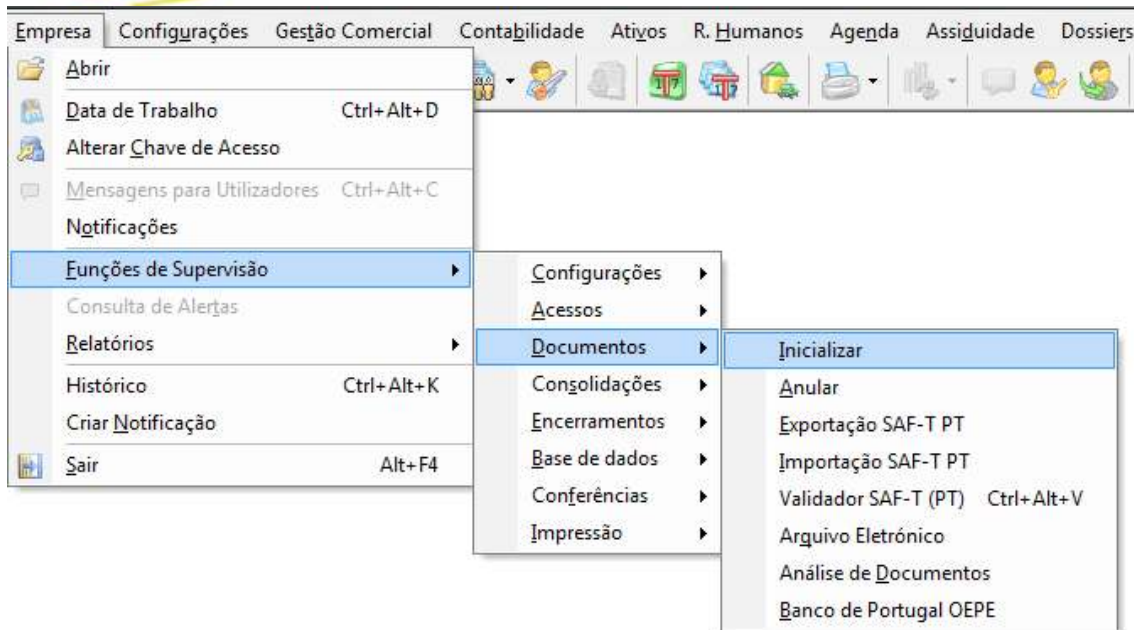 Empresa Configurações Gestão Comercial Contabilidade Ativos R. Humanos Agenda Assiduidade Dossiers
Abrir
Data de Trabalho Ctrl+Alt+D
Alterar Chave de Acesso
Mensagens para Utilizadores Ctrl+Alt+C
Notificações
Funções de Supervisão
Consulta de Alertas
Relatórios
Histórico Ctrl+Alt+K
Criar Notificação
Sair Alt+F4
Configurações
Acessos
Documentos
Consolidações
Encerramentos
Base de dados
Conferências
Impressão
Inicializar
Anular
Exportação SAF-T PT
Importação SAF-T PT
Validador SAF-T (PT) Ctrl+Alt+V
Arquivo Eletrónico
Análise de Documentos
Banco de Portugal OEPE